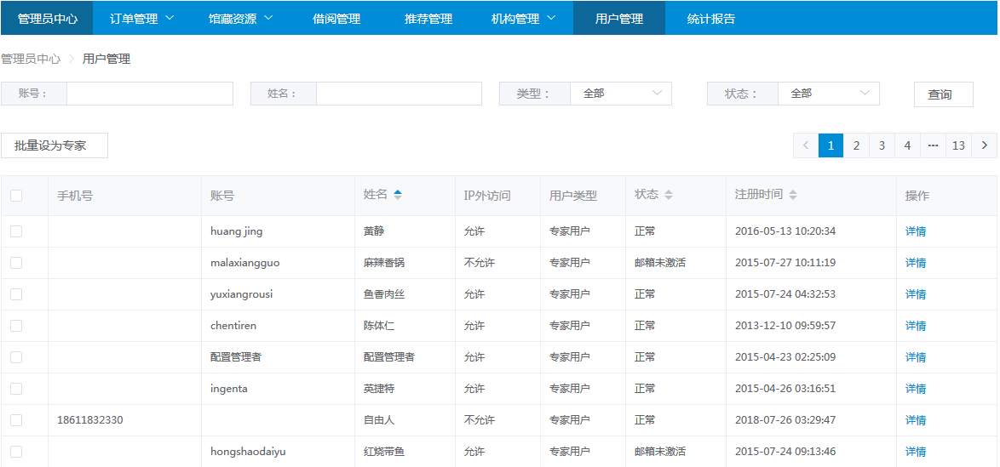 管理员中心 订单管理 馆藏资源 借阅管理 推荐管理 机构管理 用户管理 统计报告
管理员中心 > 用户管理
账号： 姓名： 类型： 全部 状态： 全部 查询
批量设为专家 < 1 2 3 4 ··· 13 >
手机号 账号 姓名 IP外访问 用户类型 状态 注册时间 操作
huang jing 黄静 允许 专家用户 正常 2016-05-13 10:20:34 详情
malaxiangguo 麻辣香锅 不允许 专家用户 邮箱未激活 2015-07-27 10:11:19 详情
yuxiangrousi 鱼香肉丝 允许 专家用户 正常 2015-07-24 04:32:53 详情
chentiren 陈体仁 允许 专家用户 正常 2013-12-10 09:59:57 详情
配置管理者 配置管理者 允许 专家用户 正常 2015-04-23 02:25:09 详情
ingenta 英捷特 允许 专家用户 正常 2015-04-26 03:16:51 详情
18611832330 自由人 不允许 专家用户 正常 2018-07-26 03:29:47 详情
hongshaodaiyu 红烧带鱼 允许 专家用户 邮箱未激活 2015-07-24 09:13:46 详情